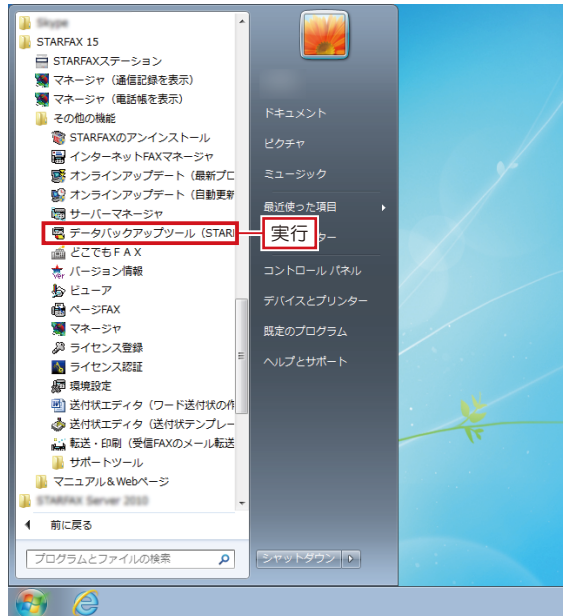 Skype
STARFAX 15
STARFAXステーション
マネージャ（通信記録を表示）
マネージャ（電話帳を表示）
その他の機能
STARFAXのアンインストール
インターネットFAXマネージャ
オンラインアップデート（最新プロ
オンラインアップデート（自動更新
サーバーマネージャ
データバックアップツール（STAR
どこでもＦＡＸ
バージョン情報
ビューア
ページFAX
マネージャ
ライセンス登録
ライセンス認証
環境設定
送付状エディタ（ワード送付状の作
送付状エディタ（送付状テンプレー
転送・印刷（受信FAXのメール転送
サポートツール
マニュアル＆Webページ
STARFAX Server 2010
前に戻る
プログラムとファイルの検索
ドキュメント
ピクチャ
ミュージック
最近使った項目
実行
ター
コントロール パネル
デバイスとプリンター
既定のプログラム
ヘルプとサポート
シャットダウン